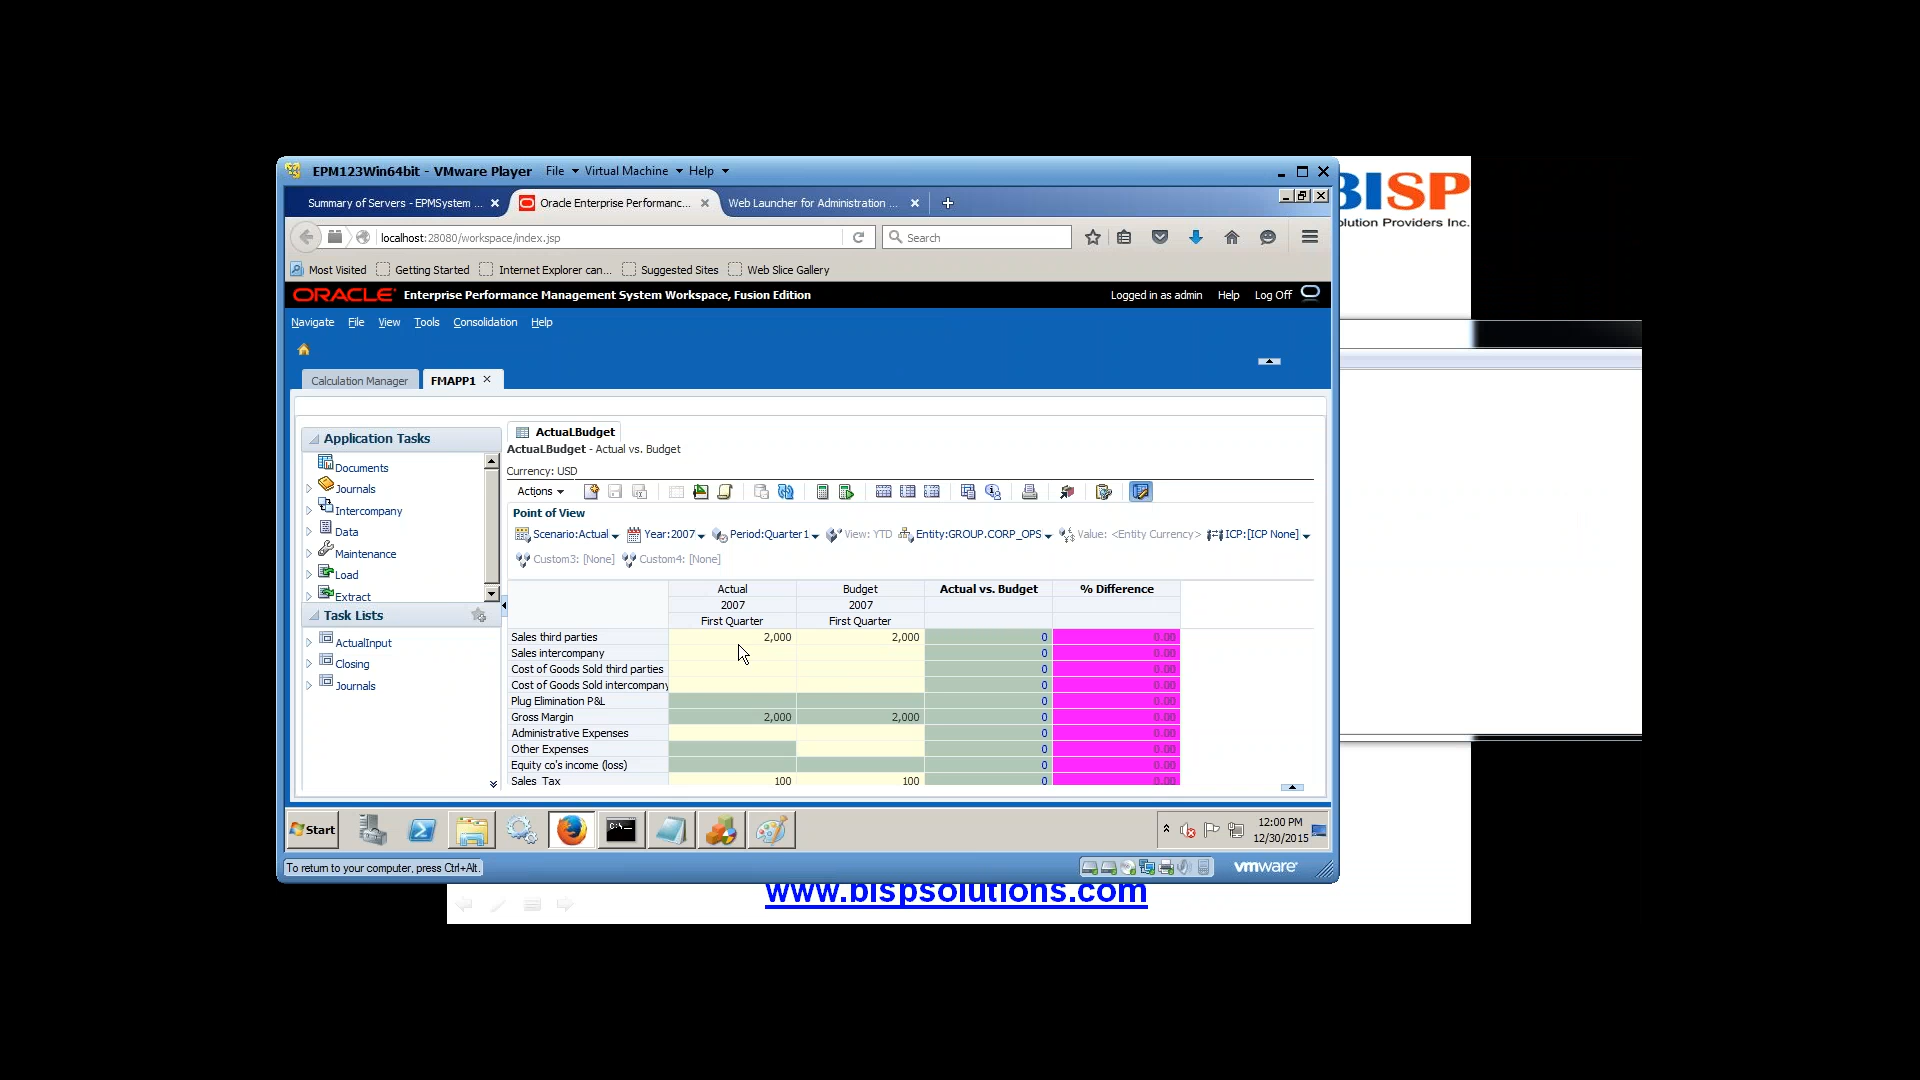 EPM123Win64bit - VMware Player File Virtual Machine Help
BISP
Summary of Servers - EPMSystem ... Oracle Enterprise Performanc... Web Launcher for Administration ...
olution Providers Inc.
localhost:28080/workspace/index.jsp Search
Most Visited Getting Started Internet Explorer can... Suggested Sites Web Slice Gallery
ORACLE Enterprise Performance Management System Workspace, Fusion Edition Logged in as admin Help Log Off
Navigate File View Tools Consolidation Help
Calculation Manager FMAPP1
Application Tasks
Documents
Journals
Intercompany
Data
Maintenance
Load
Extract
Task Lists
ActualInput
Closing
Journals
ActualBudget
ActualBudget - Actual vs. Budget
Currency: USD
Actions
Point of View
Scenario:Actual Year:2007 Period:Quarter1 View: YTD Entity:GROUP.CORP_OPS Value: <Entity Currency> ICP:[ICP None]
Custom3: [None] Custom4: [None]
Actual Budget Actual vs. Budget % Difference
2007 2007
First Quarter First Quarter
Sales third parties 2,000 2,000 0 0.00
Sales intercompany 0 0.00
Cost of Goods Sold third parties 0 0.00
Cost of Goods Sold intercompany 0 0.00
Plug Elimination P&L 0 0.00
Gross Margin 2,000 2,000 0 0.00
Administrative Expenses 0 0.00
Other Expenses 0 0.00
Equity co's income (loss) 0 0.00
Sales_Tax 100 100 0 0.00
Start 12:00 PM
12/30/2015
To return to your computer, press Ctrl+Alt. vmware
www.bispsolutions.com